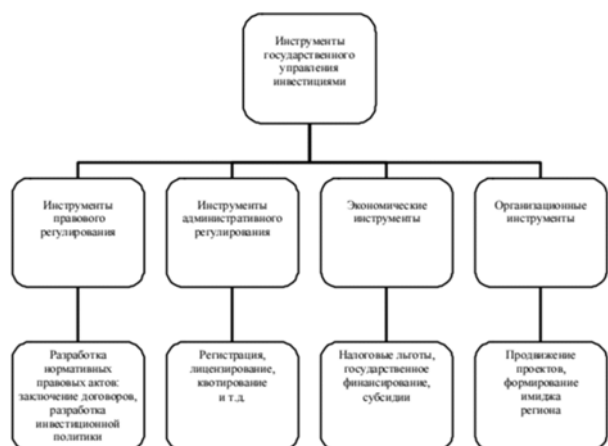 Инструменты
государственного
управления
инвестициями
Инструменты
правового
регулирования
Инструменты
административного
регулирования
Экономические
инструменты
Организационные
инструменты
Разработка
нормативных
правовых актов:
заключение договоров,
разработка
инвестиционной
политики
Регистрация,
лицензирование,
квотирование
и т.д.
Налоговые льготы,
государственное
финансирование,
субсидии
Продвижение
проектов,
формирование
имиджа
региона